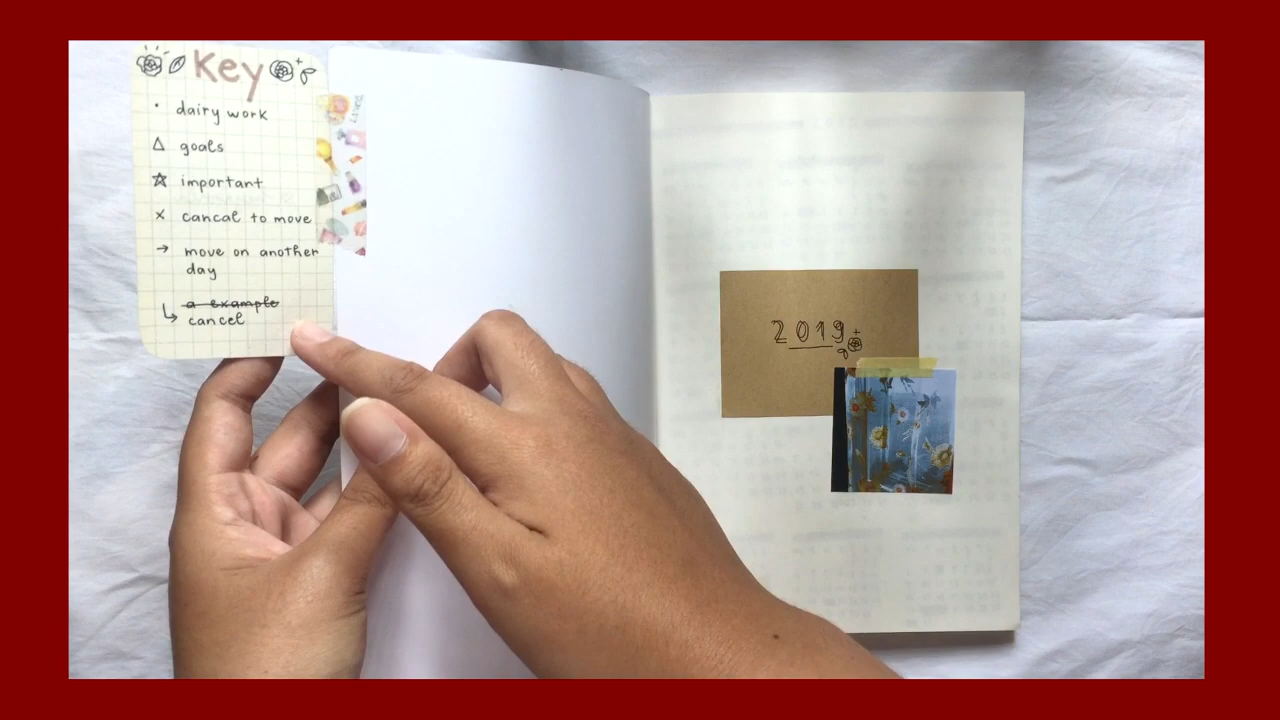 Key
dairy work
goals
important
cancal to move
move on another
day
a example
cancel
2019